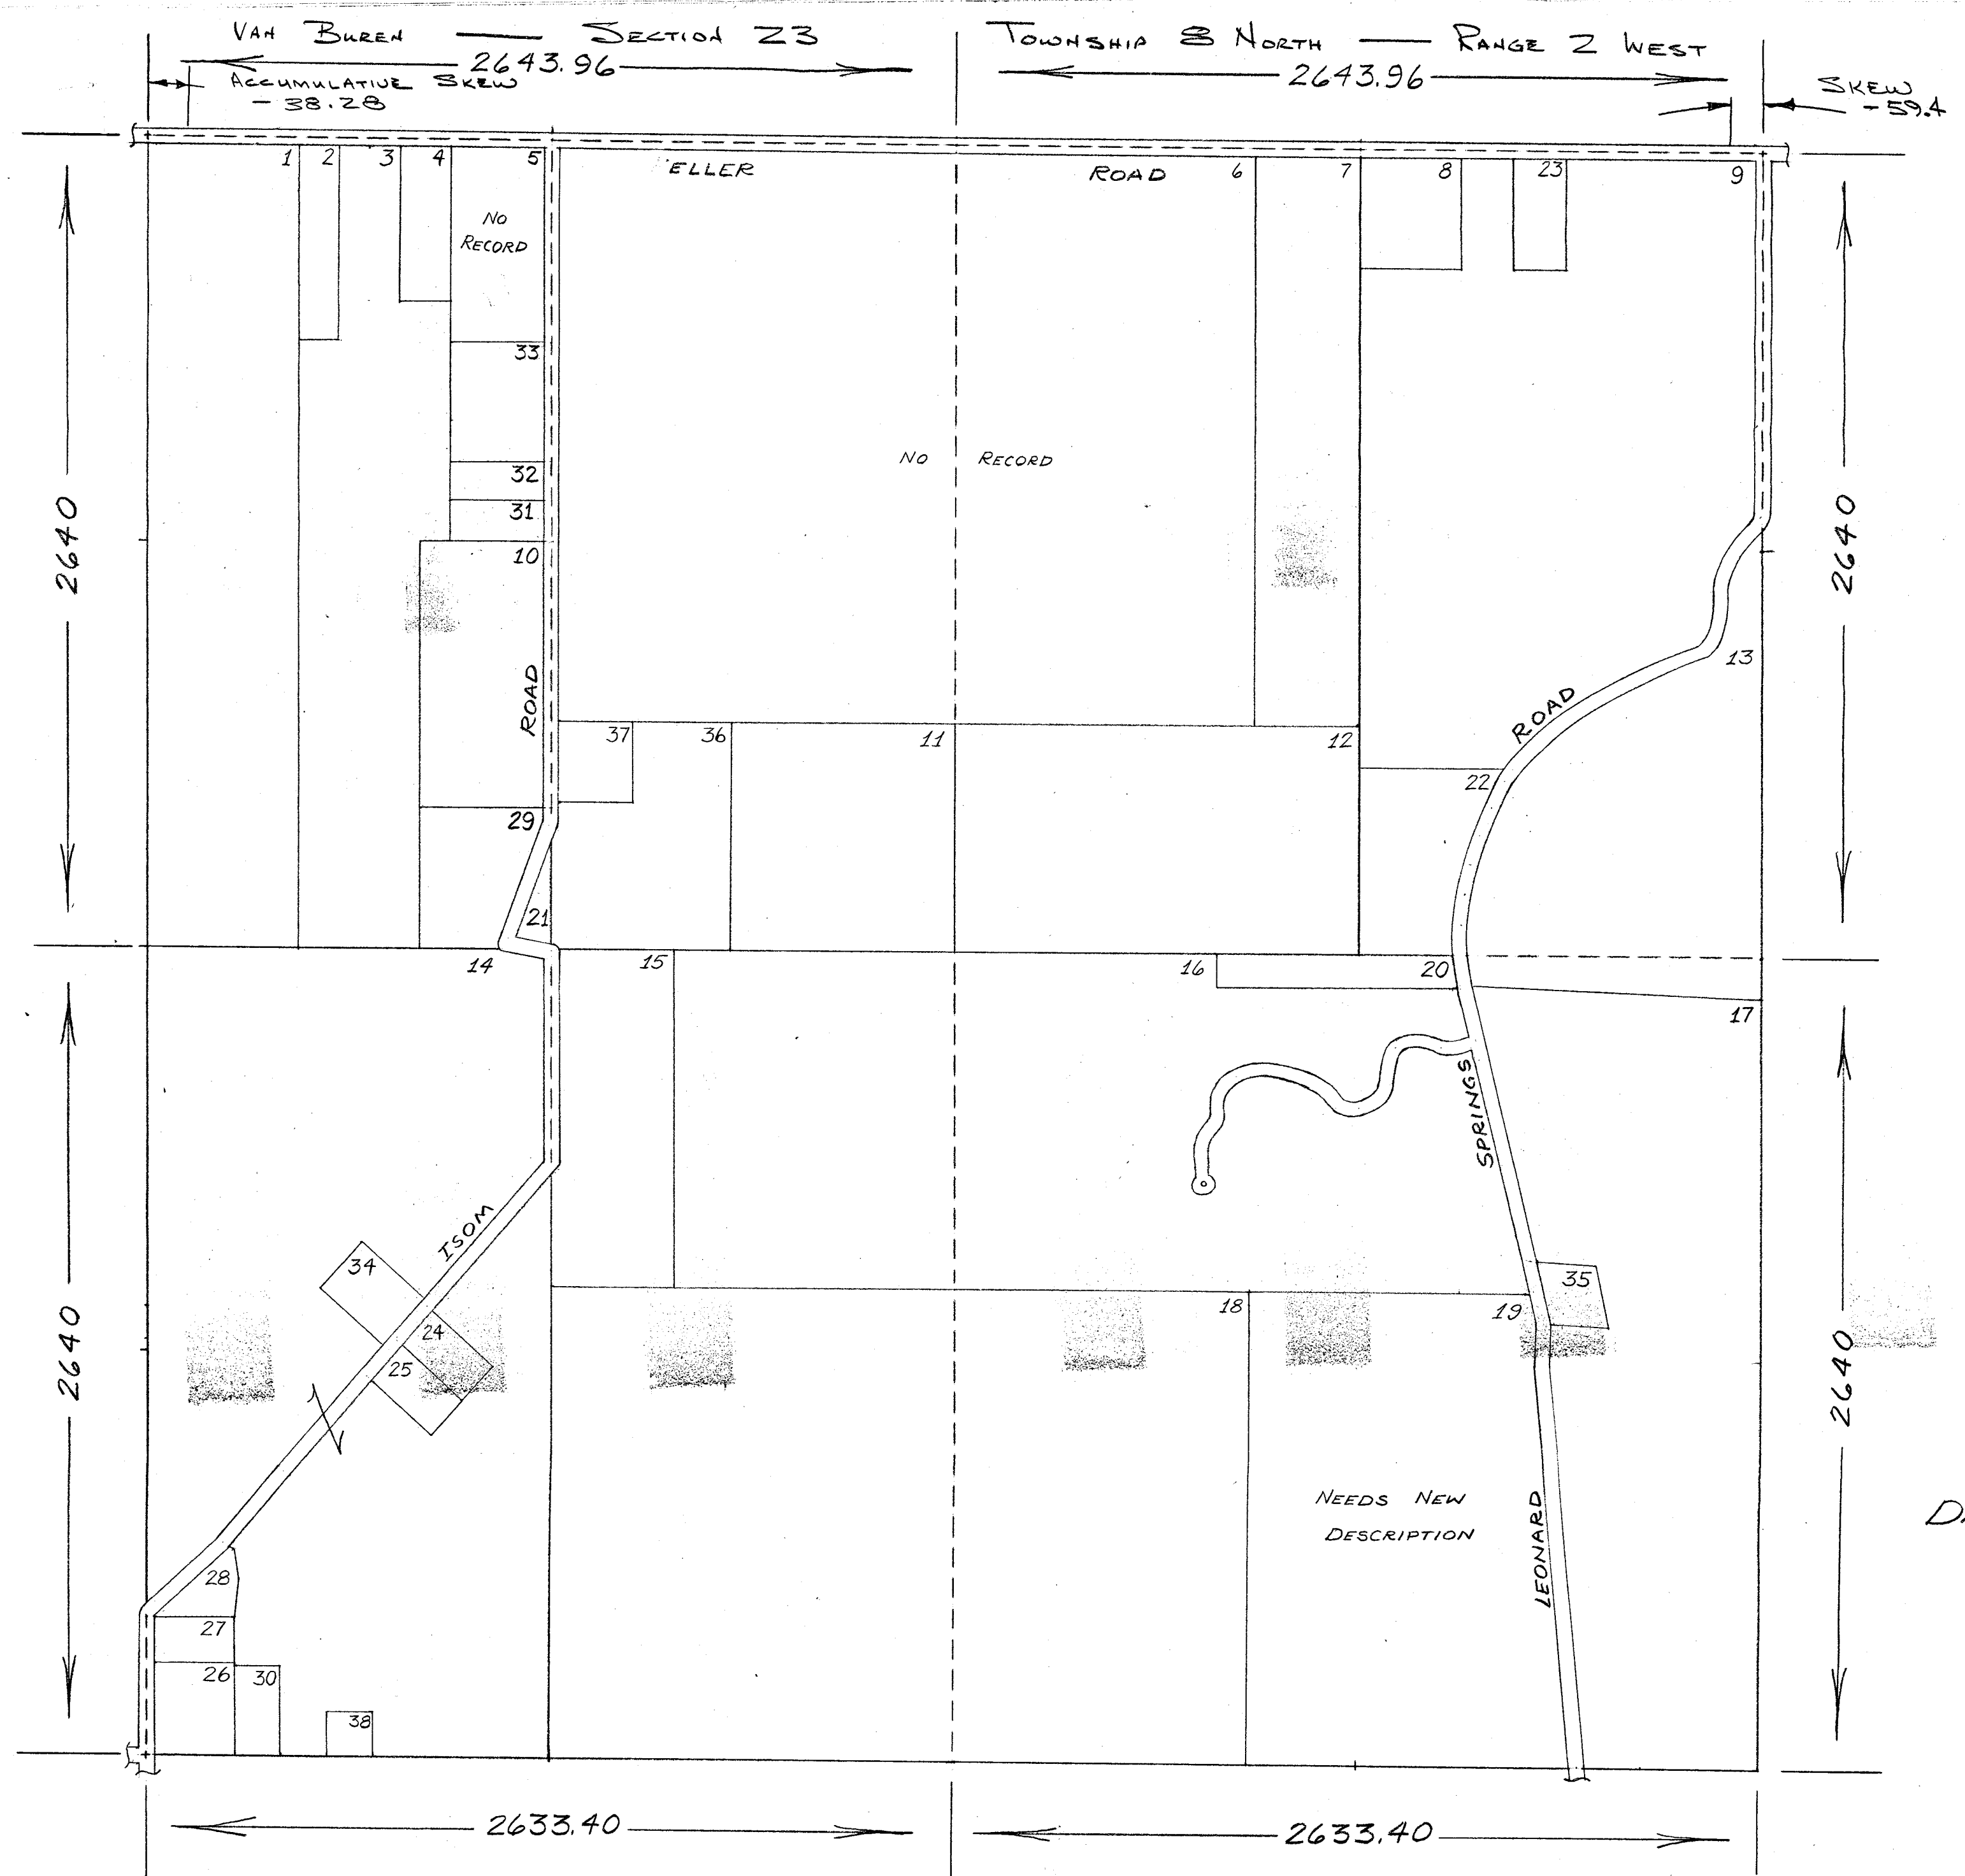 VAN BUREN — SECTION 23 TOWNSHIP 8 NORTH — RANGE 2 WEST
2643.96 2643.96
ACCUMULATIVE SKEW
- 38.28
SKEW
- 59.4
1 2 3 4 5 ELLER ROAD 6 7 8 23 9
NO
RECORD
33
NO RECORD
32
31
10
2640
2640
13
ROAD
ROAD
37 36 11 12
22
29
21
14 15 16 20
17
SPRINGS
ISOM
34
35
24
18 19
25
2640
2640
NEEDS NEW
DESCRIPTION
LEONARD
D.
28
27
26 30
38
2633.40 2633.40